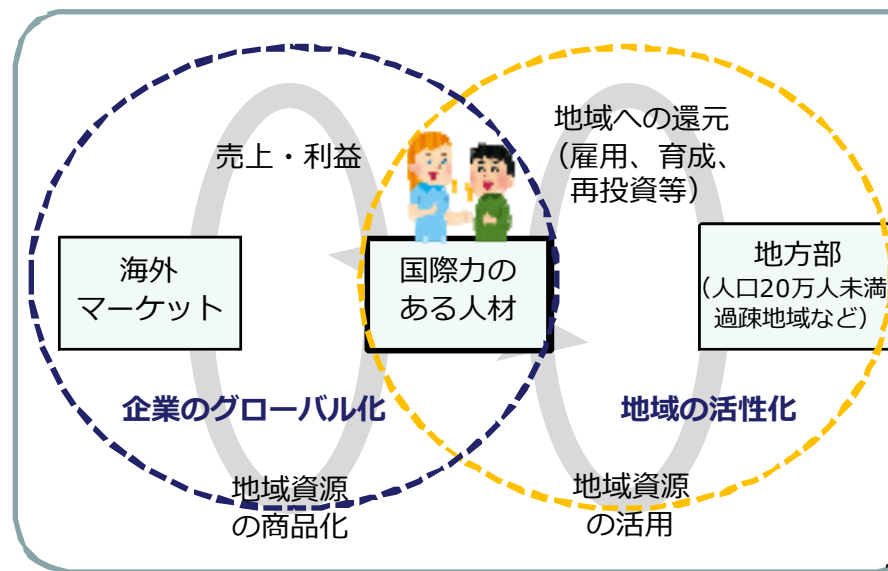 売上・利益
地域への還元
（雇用、育成、
再投資等）
海外
マーケット
国際力の
ある人材
地方部
（人口20万人未満
過疎地域など）
企業のグローバル化
地域の活性化
地域資源
の商品化
地域資源
の活用